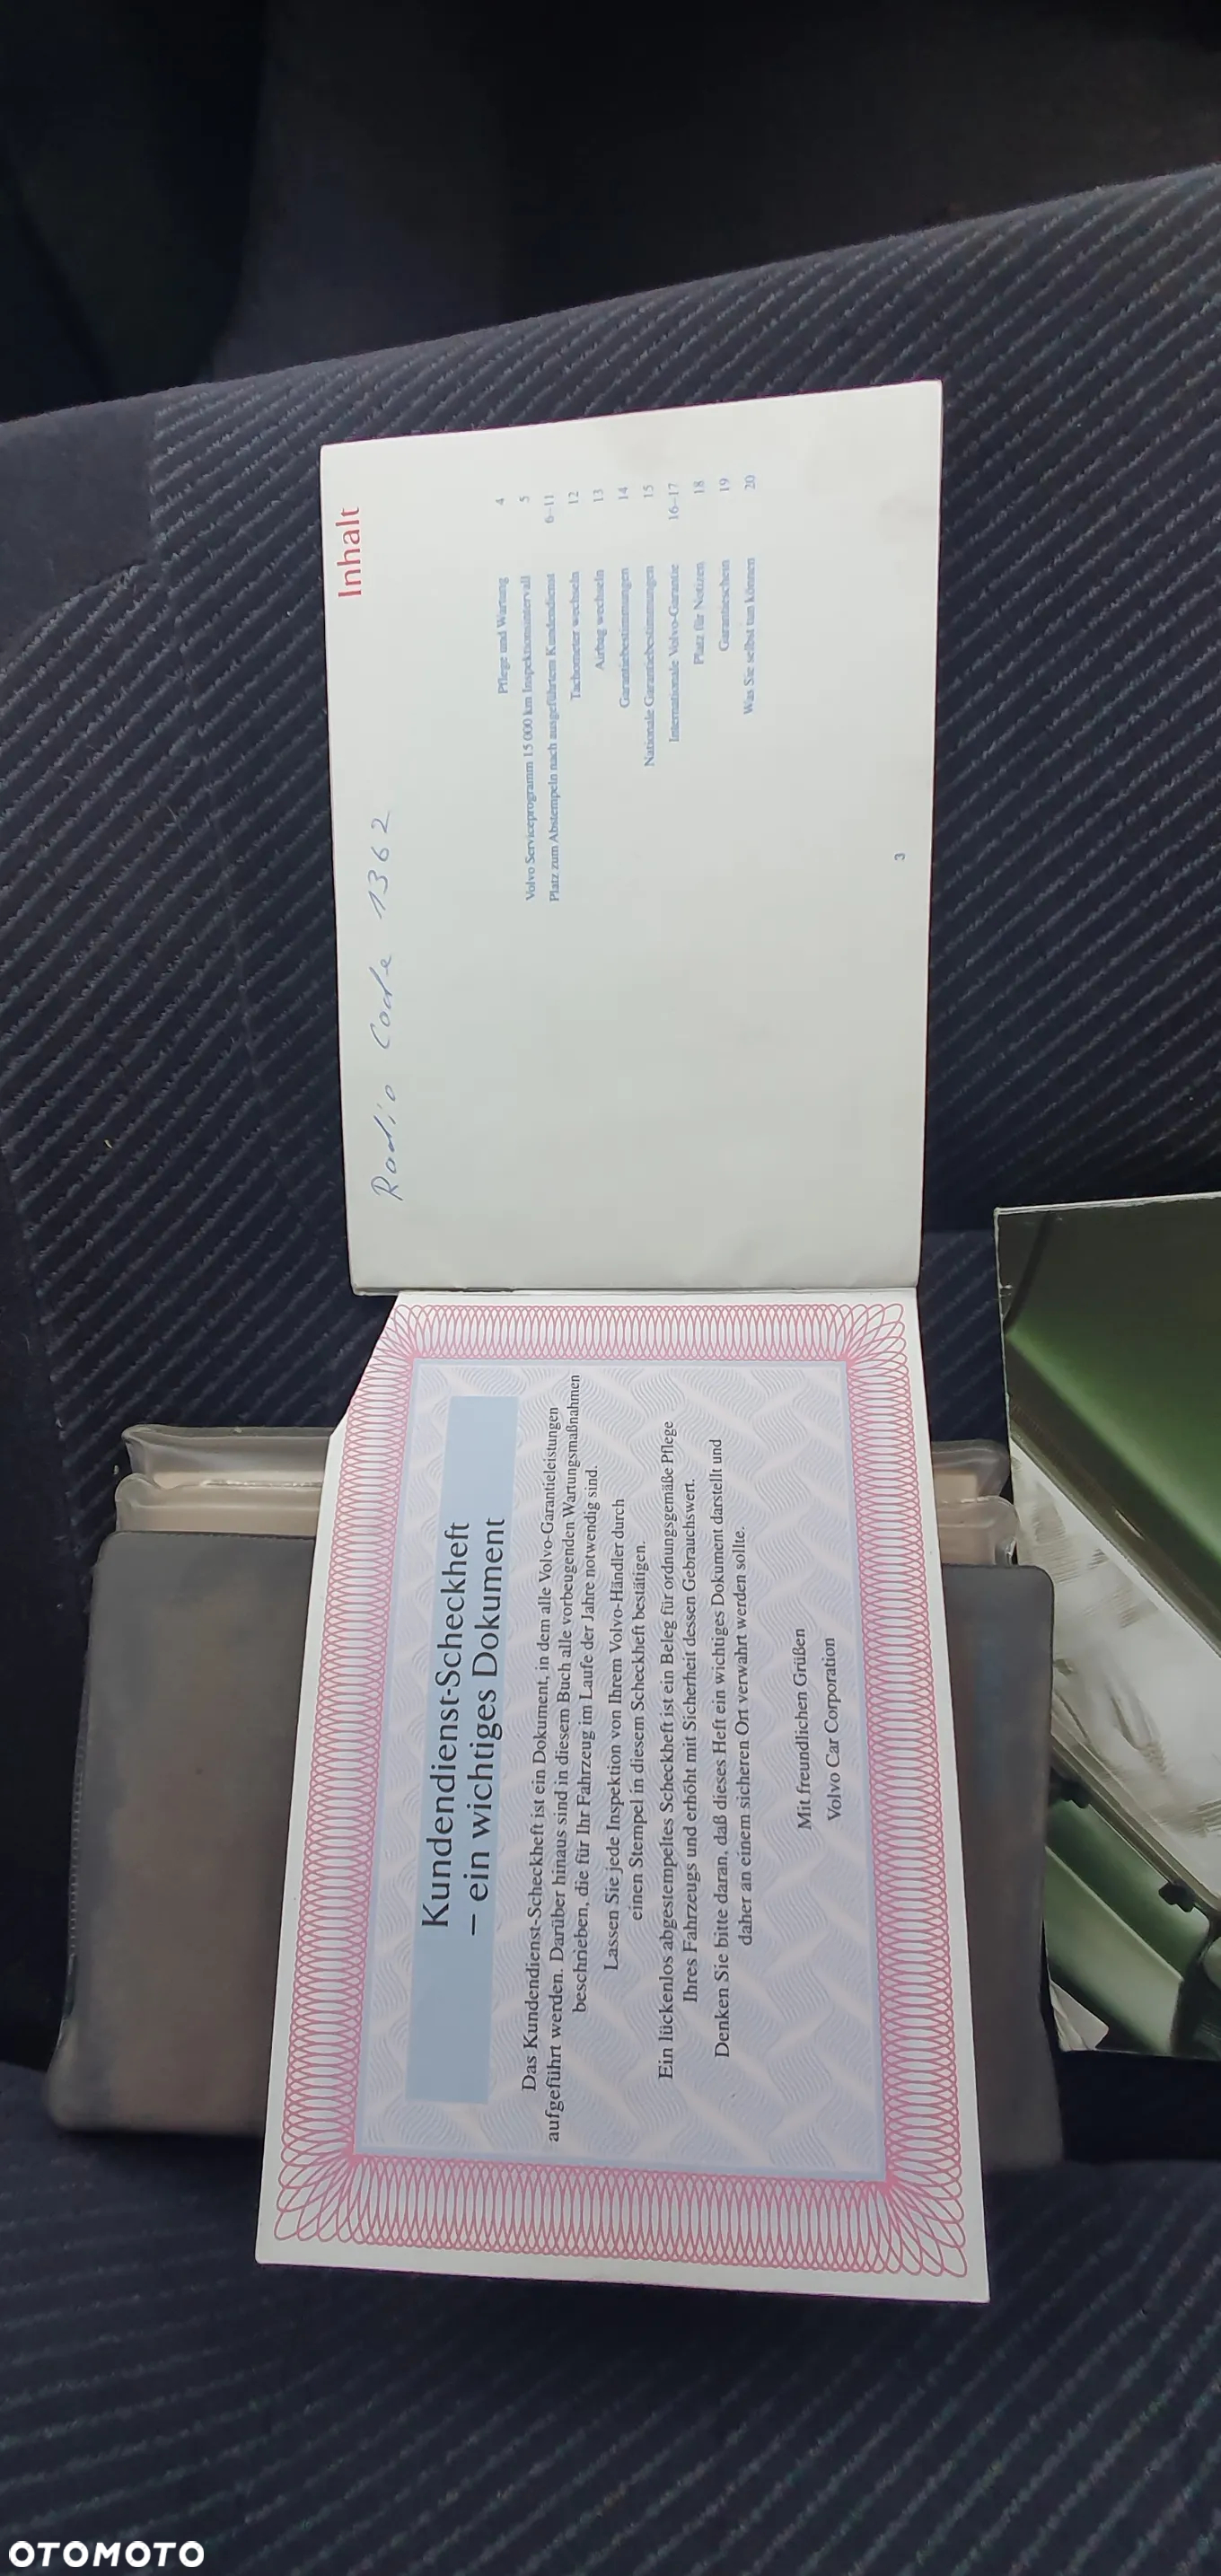 Kundendienst-Scheckheft
– ein wichtiges Dokument
Das Kundendienst-Scheckheft ist ein Dokument, in dem alle Volvo-Garantieleistungen
aufgeführt werden. Darüber hinaus sind in diesem Buch alle vorbeugenden Wartungsmaßnahmen
beschrieben, die für Ihr Fahrzeug im Laufe der Jahre notwendig sind.
Lassen Sie jede Inspektion von Ihrem Volvo-Händler durch
einen Stempel in diesem Scheckheft bestätigen.
Ein lückenlos abgestempeltes Scheckheft ist ein Beleg für ordnungsgemäße Pflege
Ihres Fahrzeugs und erhöht mit Sicherheit dessen Gebrauchswert.
Denken Sie bitte daran, daß dieses Heft ein wichtiges Dokument darstellt und
daher an einem sicheren Ort verwahrt werden sollte.
Mit freundlichen Grüßen
Volvo Car Corporation
Inhalt
Radio Code 1362
Pflege und Wartung 4
Volvo Serviceprogramm 15 000 km Inspektionsintervall 5
Platz zum Abstempeln nach ausgeführtem Kundendienst 6–11
Tachometer wechseln 12
Airbag wechseln 13
Garantiebestimmungen 14
Nationale Garantiebestimmungen 15
Internationale Volvo-Garantie 16–17
Platz für Notizen 18
Garantieschein 19
Was Sie selbst tun können 20
3
OTOMOTO